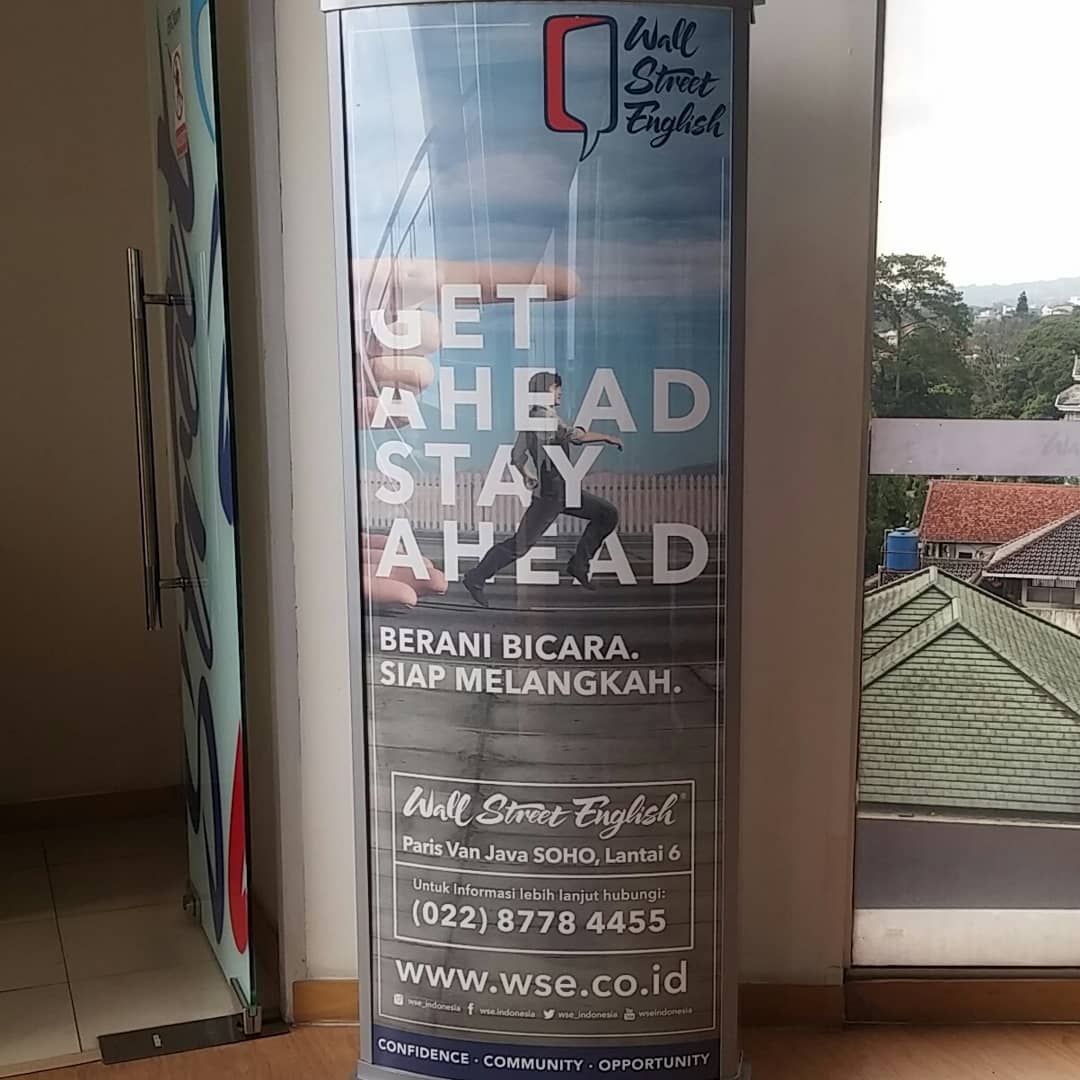 Wall
Street
English
GET
AHEAD
STAY
AHEAD
BERANI BICARA.
SIAP MELANGKAH.
Wall Street English
Paris Van Java SOHO, Lantai 6
Untuk Informasi lebih lanjut hubungi:
(022) 8778 4455
www.wse.co.id
wse_indonesia wse.indonesia wse_indonesia wseindonesia
CONFIDENCE · COMMUNITY · OPPORTUNITY